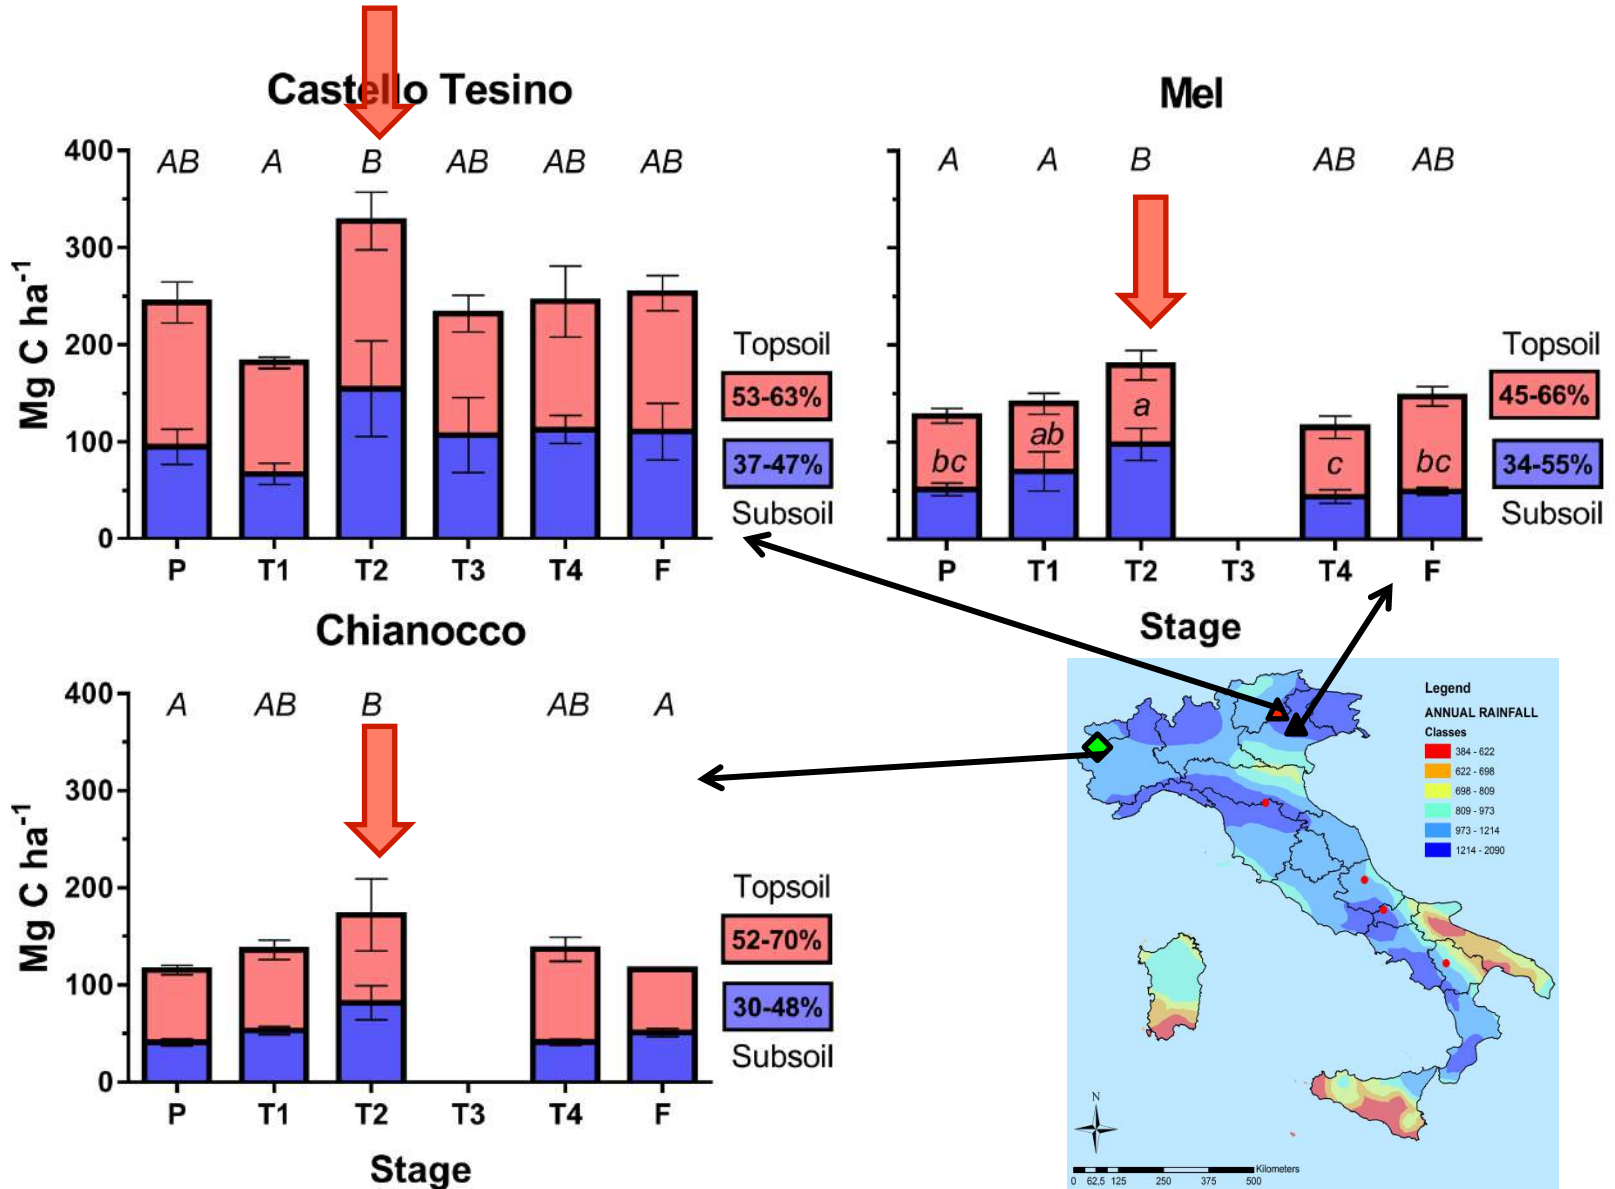 Castello Tesino
Mg C ha-1
400
300
200
100
0
AB A B AB AB AB
P T1 T2 T3 T4 F
Topsoil
53-63%
37-47%
Subsoil
Mel
A A B AB AB
bc ab a c bc
P T1 T2 T3 T4 F
Stage
Topsoil
45-66%
34-55%
Subsoil
Chianocco
Mg C ha-1
400
300
200
100
0
A AB B AB A
P T1 T2 T3 T4 F
Stage
Topsoil
52-70%
30-48%
Subsoil
Legend
ANNUAL RAINFALL
Classes
384 - 622
622 - 698
698 - 809
809 - 973
973 - 1214
1214 - 2090
N
Kilometers
0 62,5 125 250 375 500